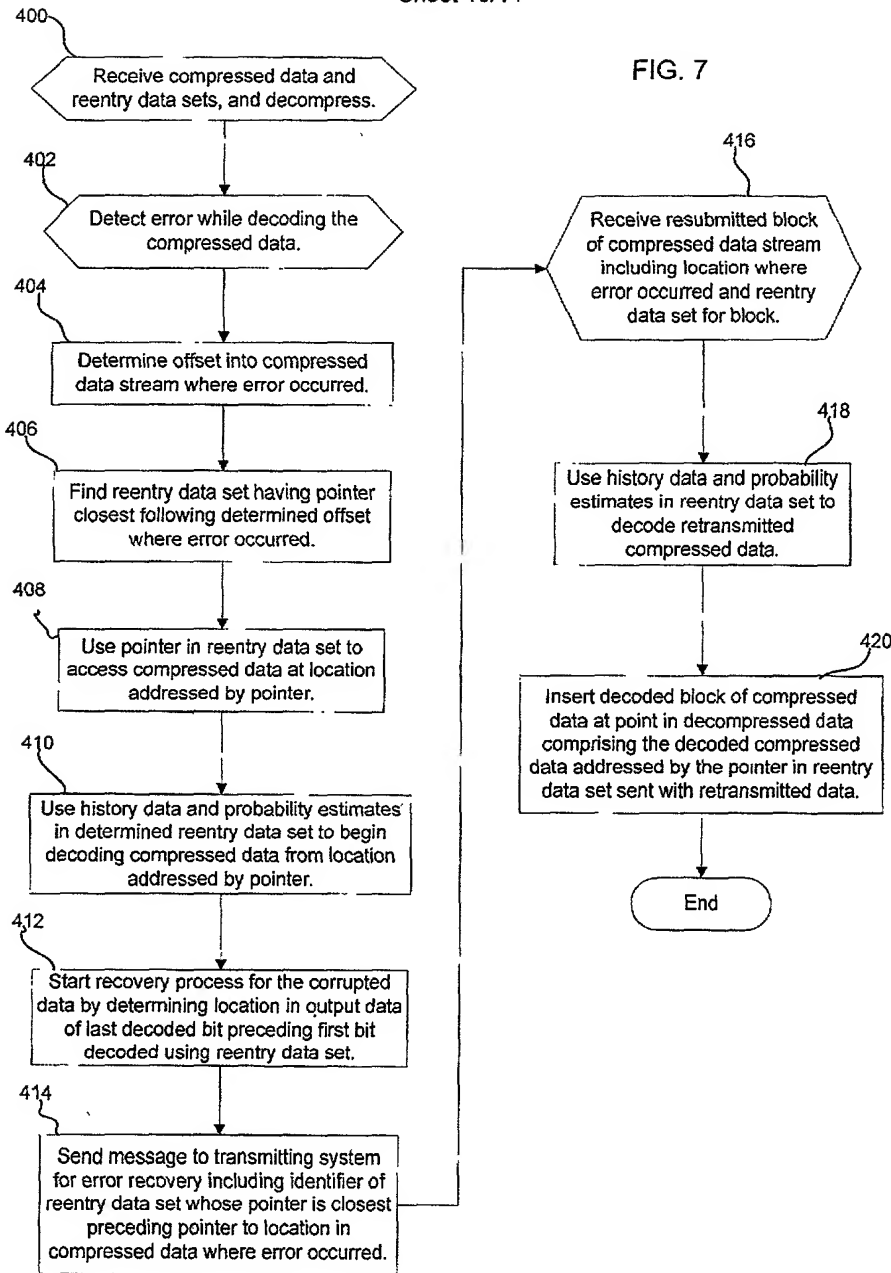 400
Receive compressed data and
reentry data sets, and decompress.
402
Detect error while decoding the
compressed data.
404
Determine offset into compressed
data stream where error occurred.
406
Find reentry data set having pointer
closest following determined offset
where error occurred.
408
Use pointer in reentry data set to
access compressed data at location
addressed by pointer.
410
Use history data and probability estimates
in determined reentry data set to begin
decoding compressed data from location
addressed by pointer.
412
Start recovery process for the corrupted
data by determining location in output data
of last decoded bit preceding first bit
decoded using reentry data set.
414
Send message to transmitting system
for error recovery including identifier of
reentry data set whose pointer is closest
preceding pointer to location in
compressed data where error occurred.
FIG. 7
416
Receive resubmitted block
of compressed data stream
including location where
error occurred and reentry
data set for block.
418
Use history data and probability
estimates in reentry data set to
decode retransmitted
compressed data.
420
Insert decoded block of compressed
data at point in decompressed data
comprising the decoded compressed
data addressed by the pointer in reentry
data set sent with retransmitted data.
End